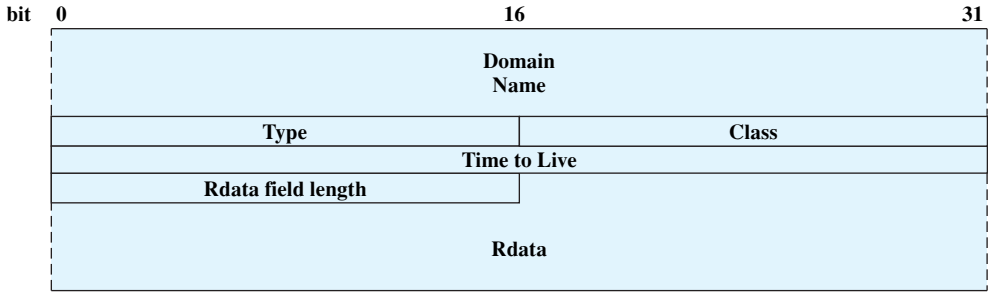 bit 0 16 31
Domain
Name
Type Class
Time to Live
Rdata field length
Rdata